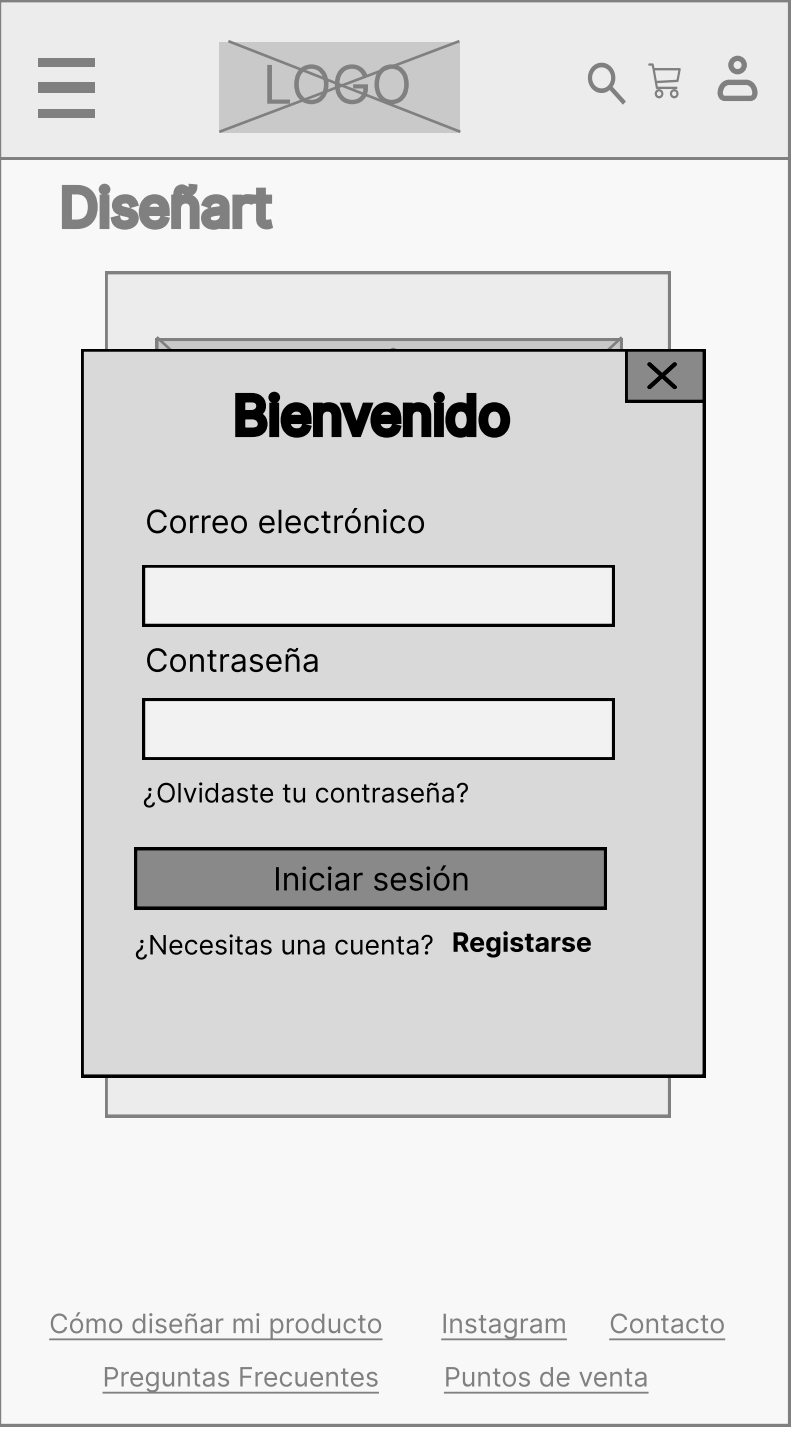 LOGO
Diseñart
Bienvenido
Correo electrónico
Contraseña
¿Olvidaste tu contraseña?
Iniciar sesión
¿Necesitas una cuenta? Registarse
Cómo diseñar mi producto Instagram Contacto
Preguntas Frecuentes Puntos de venta